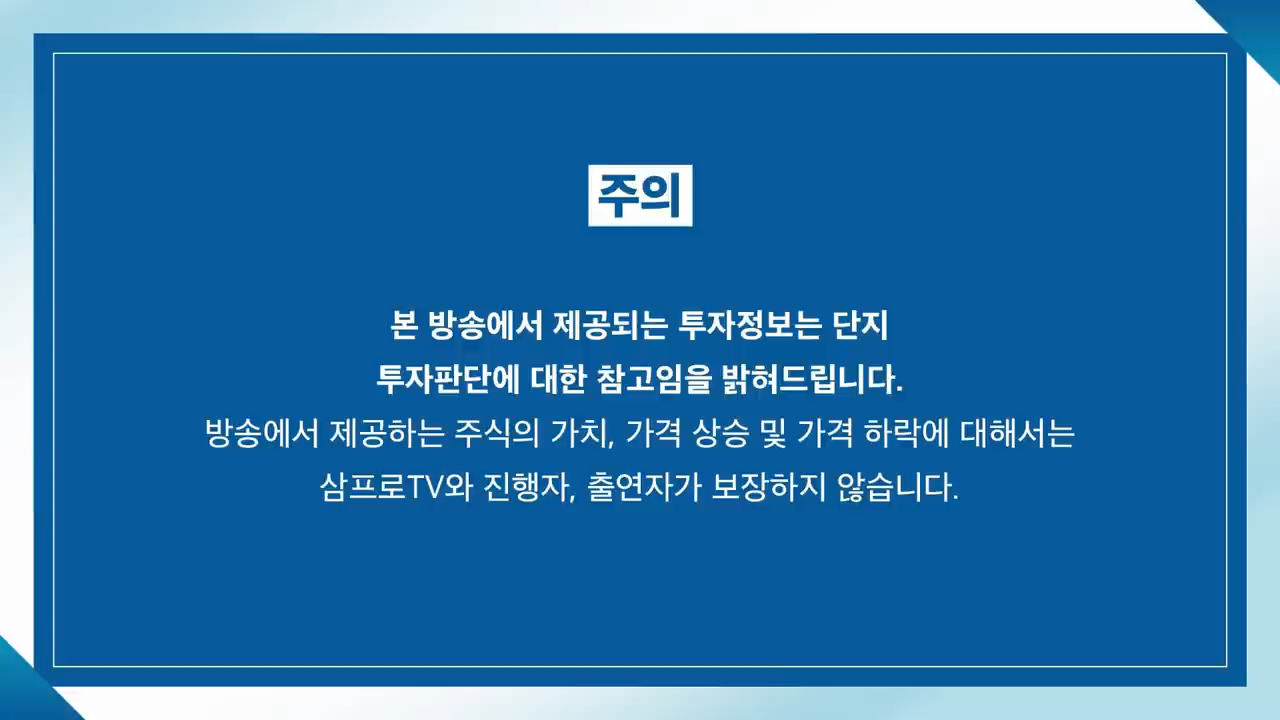 주의
본 방송에서 제공되는 투자정보는 단지
투자판단에 대한 참고임을 밝혀드립니다.
방송에서 제공하는 주식의 가치, 가격 상승 및 가격 하락에 대해서는
삼프로TV와 진행자, 출연자가 보장하지 않습니다.